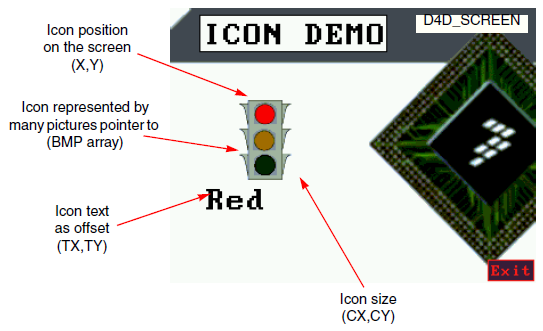 D4D_SCREEN
ICON DEMO
Icon position
on the screen
(X,Y)
Icon represented by
many pictures pointer to
(BMP array)
Red
Icon text
as offset
(TX,TY)
Exit
Icon size
(CX,CY)